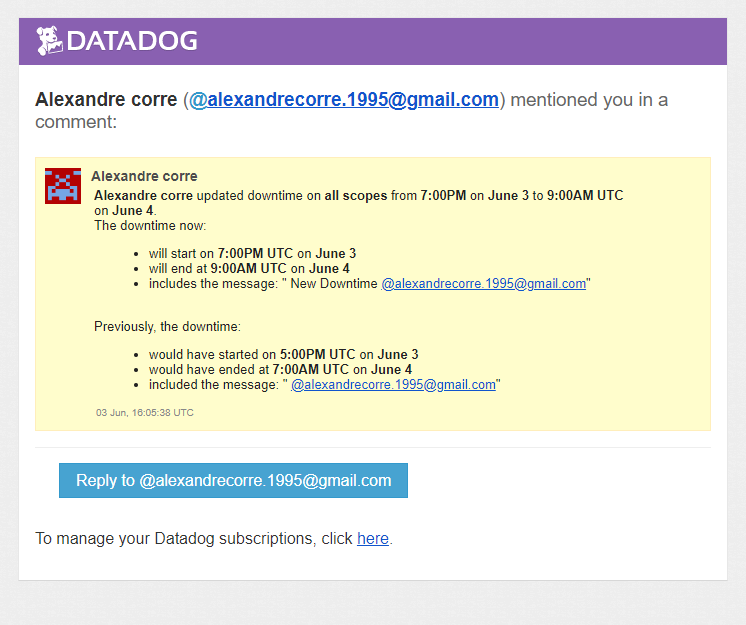 DATADOG
Alexandre corre (@alexandrecorre.1995@gmail.com) mentioned you in a
comment:
Alexandre corre
Alexandre corre updated downtime on all scopes from 7:00PM on June 3 to 9:00AM UTC
on June 4.
The downtime now:
• will start on 7:00PM UTC on June 3
• will end at 9:00AM UTC on June 4
• includes the message: " New Downtime @alexandrecorre.1995@gmail.com"
Previously, the downtime:
• would have started on 5:00PM UTC on June 3
• would have ended at 7:00AM UTC on June 4
• included the message: " @alexandrecorre.1995@gmail.com"
03 Jun, 16:05:38 UTC
Reply to @alexandrecorre.1995@gmail.com
To manage your Datadog subscriptions, click here.